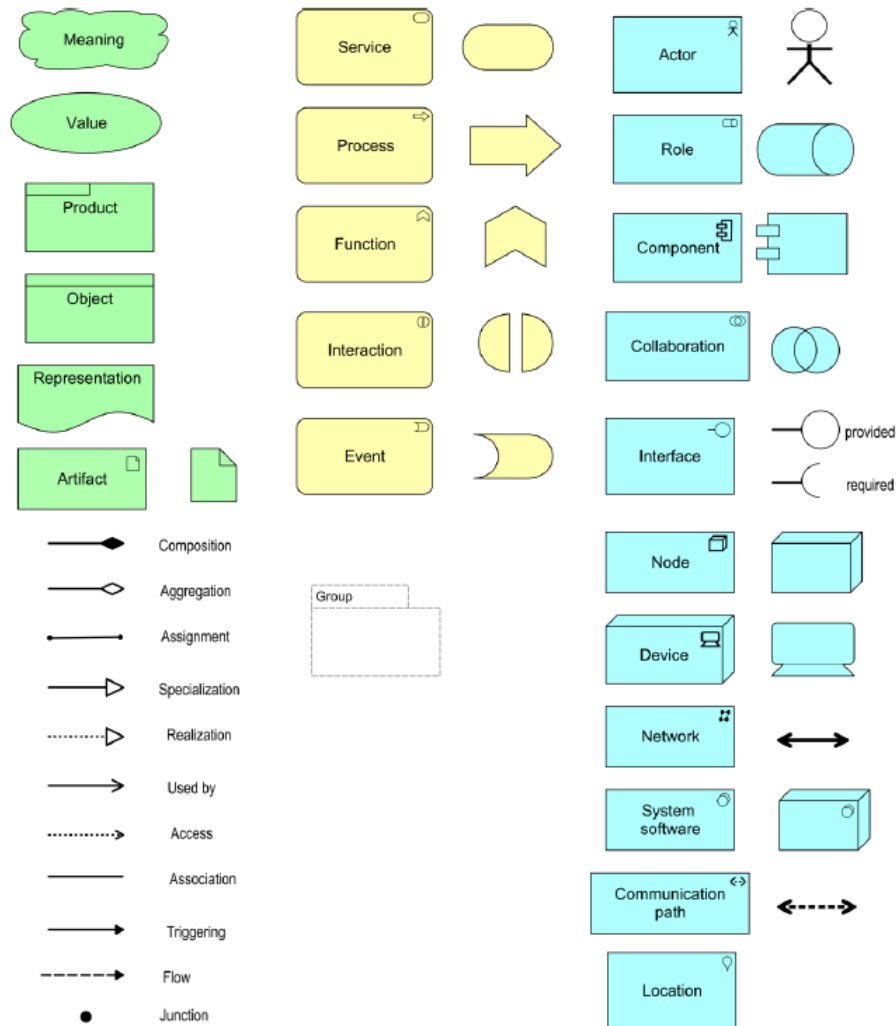 Meaning
Value
Product
Object
Representation
Artifact
Service
Process
Function
Interaction
Event
Actor
Role
Component
Collaboration
Interface
provided
required
Composition
Aggregation
Assignment
Specialization
Realization
Used by
Access
Association
Triggering
Flow
Junction
Group
Node
Device
Network
System
software
Communication
path
Location